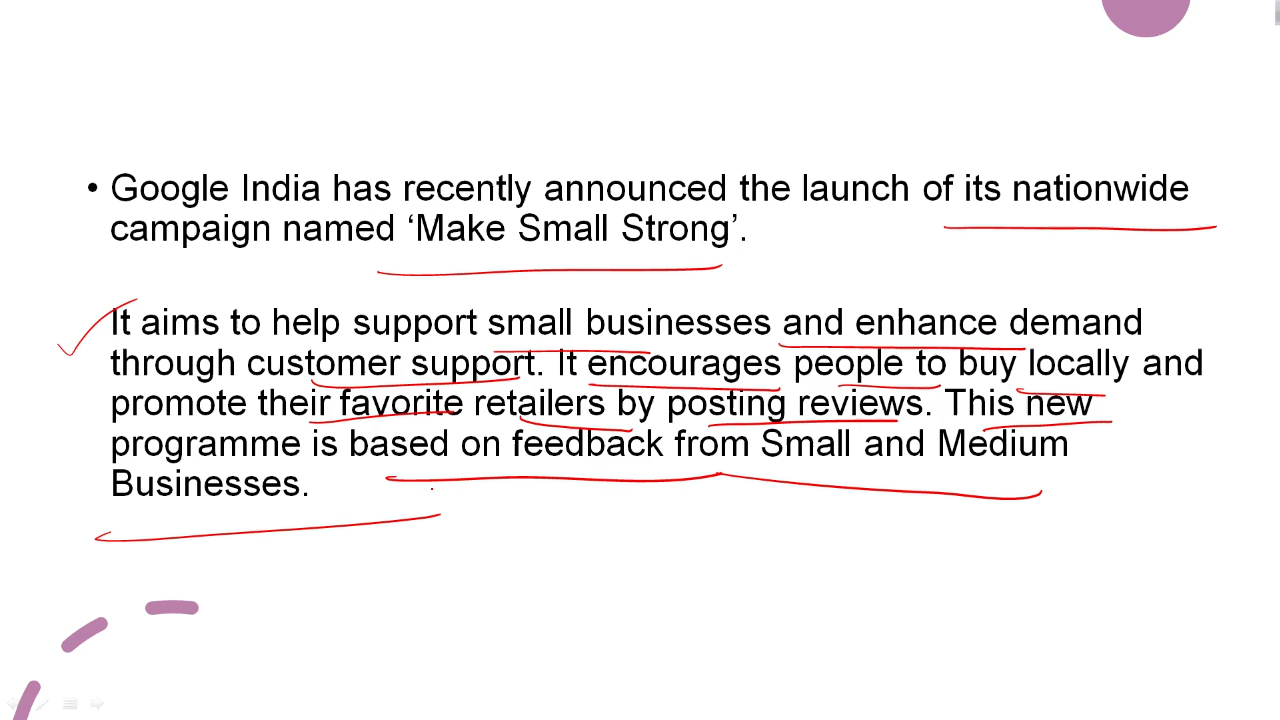 • Google India has recently announced the launch of its nationwide
campaign named ‘Make Small Strong’.
It aims to help support small businesses and enhance demand
through customer support. It encourages people to buy locally and
promote their favorite retailers by posting reviews. This new
programme is based on feedback from Small and Medium
Businesses.